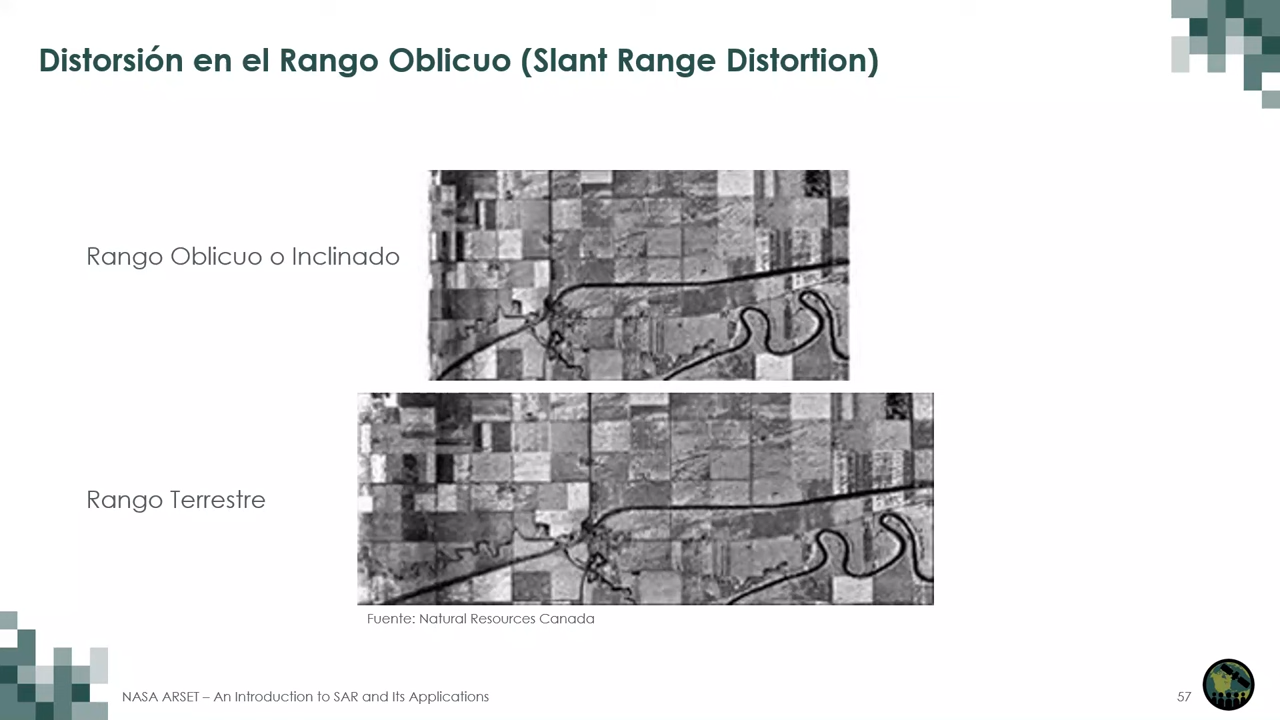 Distorsión en el Rango Oblicuo (Slant Range Distortion)
Rango Oblicuo o Inclinado
Rango Terrestre
Fuente: Natural Resources Canada
NASA ARSET – An Introduction to SAR and Its Applications
57